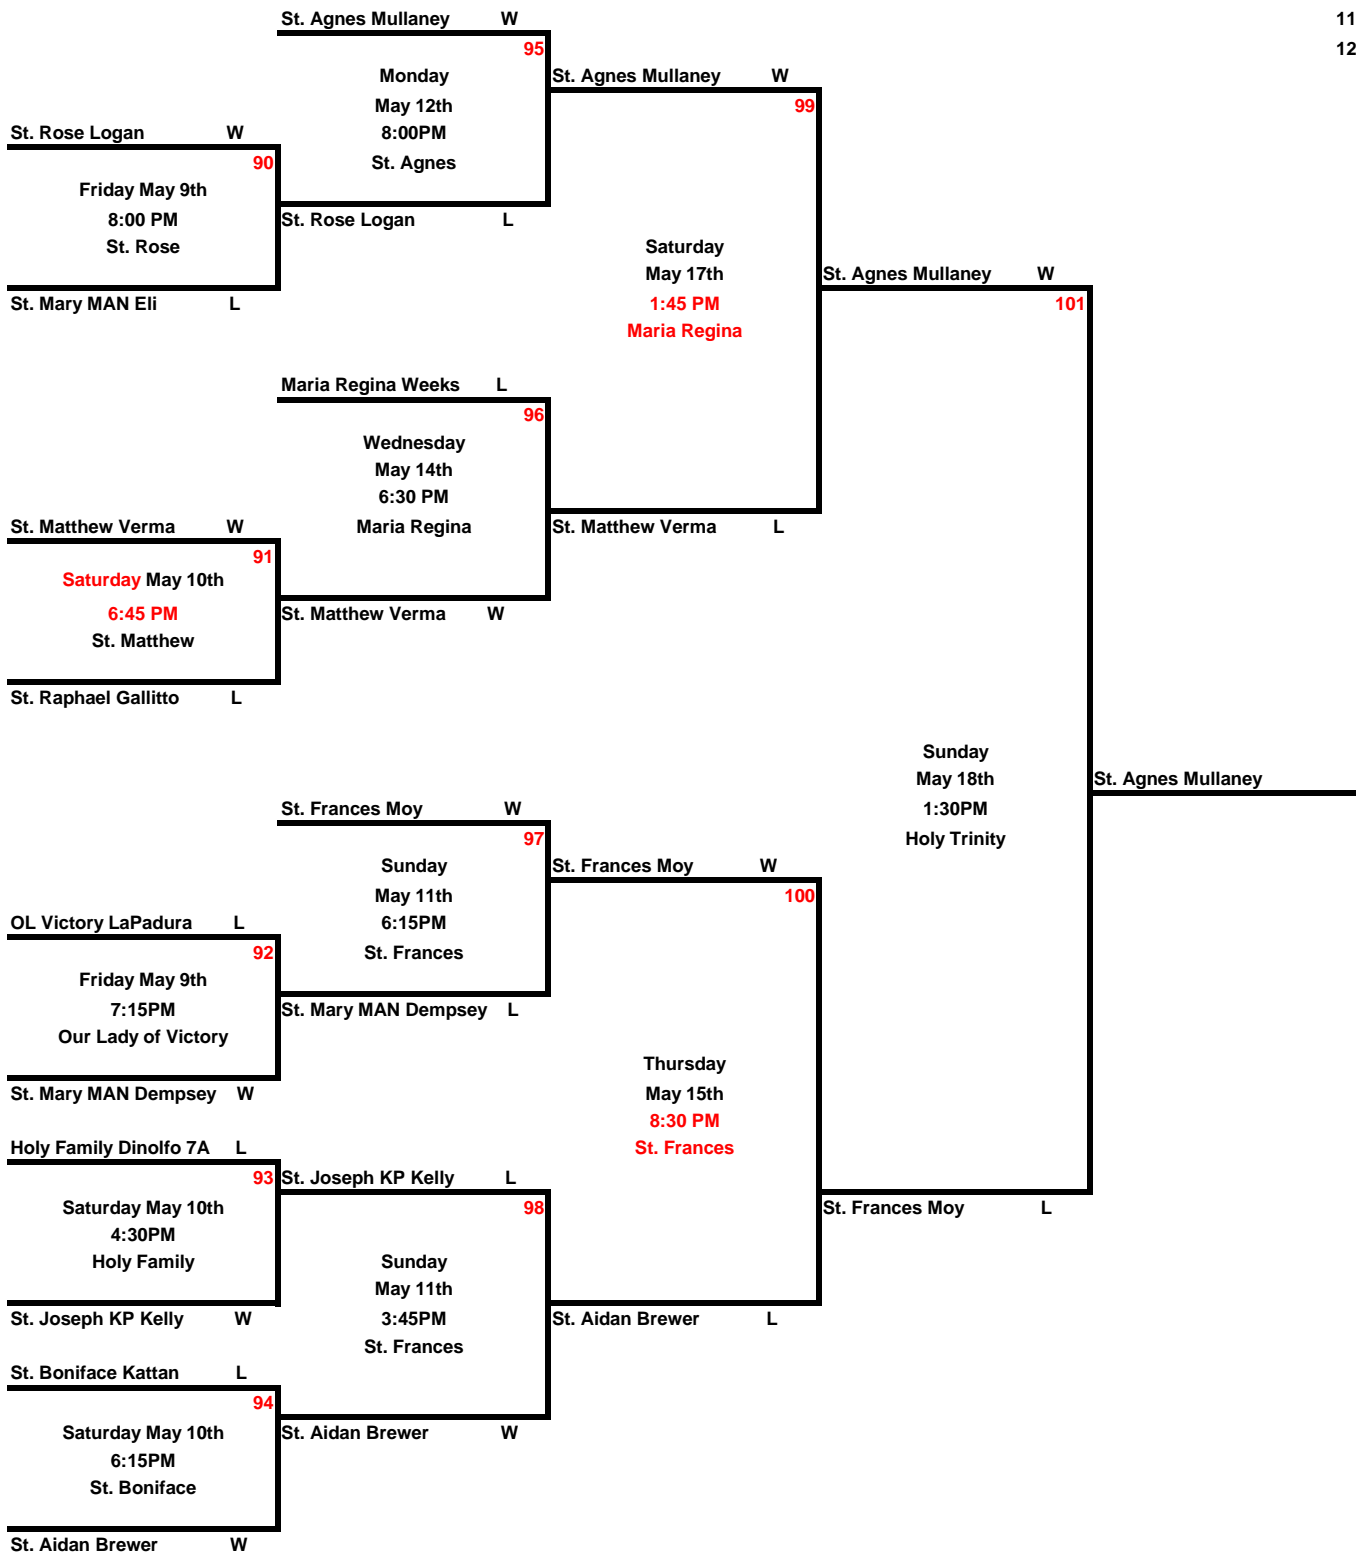 St. Agnes Mullaney W 11
95 12
Monday St. Agnes Mullaney W
May 12th 99
St. Rose Logan W 8:00PM
90 St. Agnes
Friday May 9th
8:00 PM St. Rose Logan L
St. Rose Saturday
May 17th St. Agnes Mullaney W
St. Mary MAN Eli L 1:45 PM 101
Maria Regina
Maria Regina Weeks L
96
Wednesday
May 14th
6:30 PM
St. Matthew Verma W Maria Regina St. Matthew Verma L
91
Saturday May 10th
6:45 PM St. Matthew Verma W
St. Matthew
St. Raphael Gallitto L
Sunday
May 18th St. Agnes Mullaney
St. Frances Moy W 1:30PM
97 Holy Trinity
Sunday St. Frances Moy W
May 11th 100
OL Victory LaPadura L 6:15PM
92 St. Frances
Friday May 9th
7:15PM St. Mary MAN Dempsey L
Our Lady of Victory
Thursday
St. Mary MAN Dempsey W May 15th
8:30 PM
Holy Family Dinolfo 7A L St. Frances
93 St. Joseph KP Kelly L
Saturday May 10th 98 St. Frances Moy L
4:30PM
Holy Family Sunday
May 11th
St. Joseph KP Kelly W 3:45PM St. Aidan Brewer L
St. Frances
St. Boniface Kattan L
94
Saturday May 10th St. Aidan Brewer W
6:15PM
St. Boniface
St. Aidan Brewer W